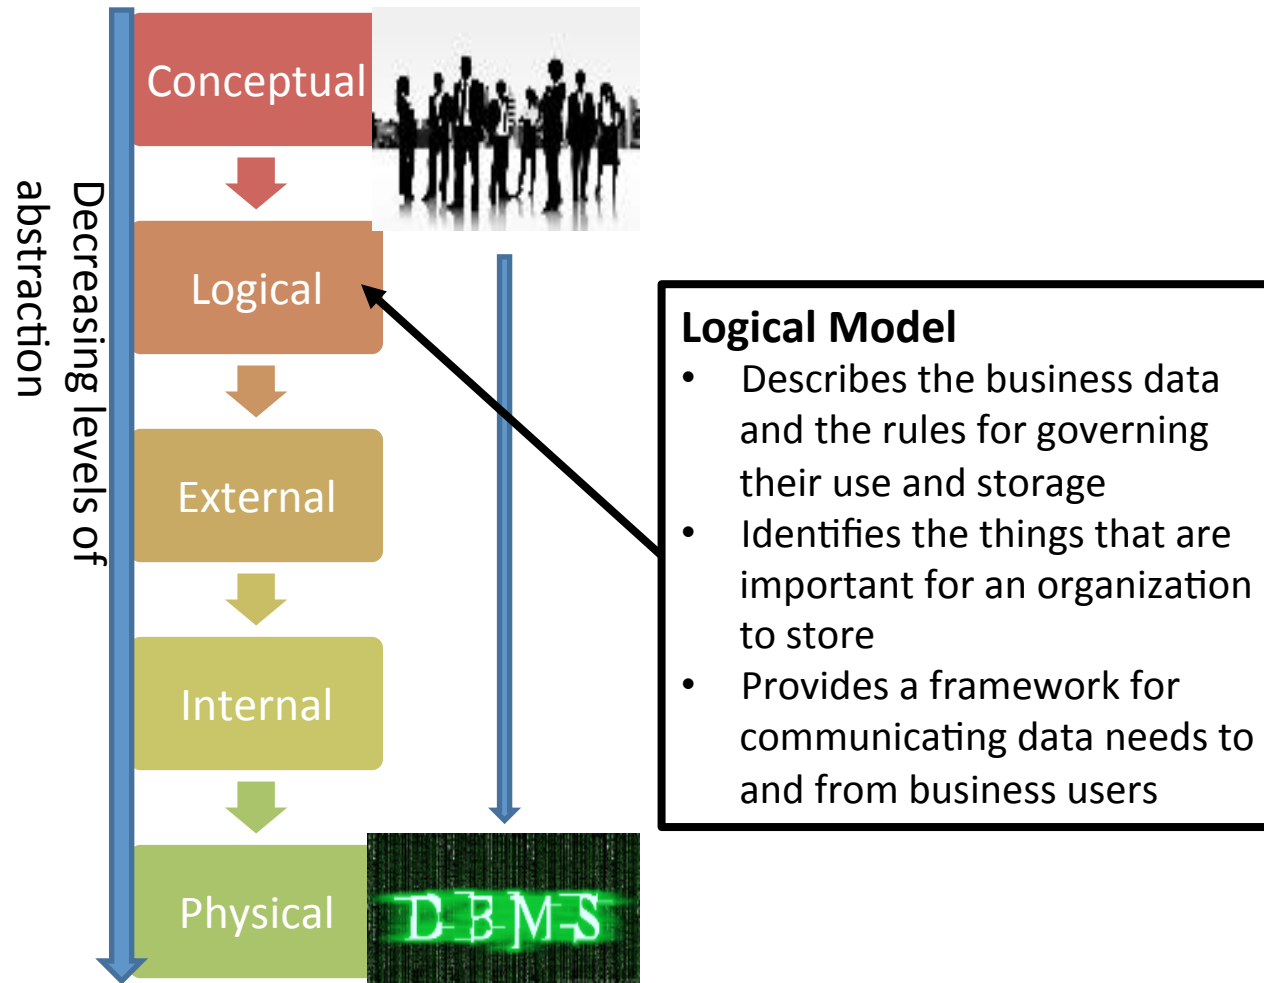 Conceptual
Logical
External
Internal
Physical
Decreasing levels of
abstraction
DBMS
Logical Model
• Describes the business data
and the rules for governing
their use and storage
• Identifies the things that are
important for an organization
to store
• Provides a framework for
communicating data needs to
and from business users